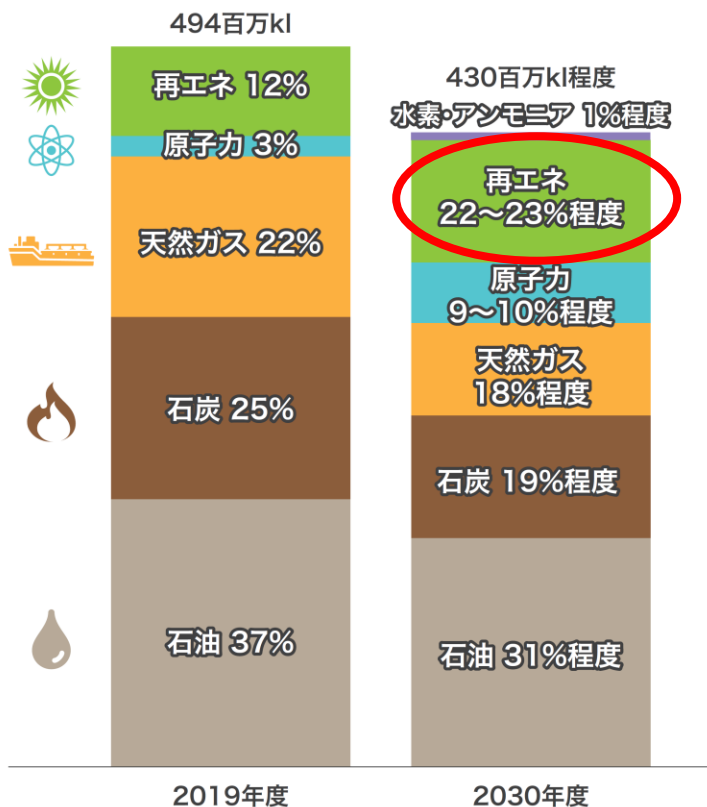 494百万kl
再エネ 12%
原子力 3%
天然ガス 22%
石炭 25%
石油 37%
2019年度
430百万kl程度
水素・アンモニア 1%程度
再エネ
22〜23%程度
原子力
9〜10%程度
天然ガス
18%程度
石炭 19%程度
石油 31%程度
2030年度